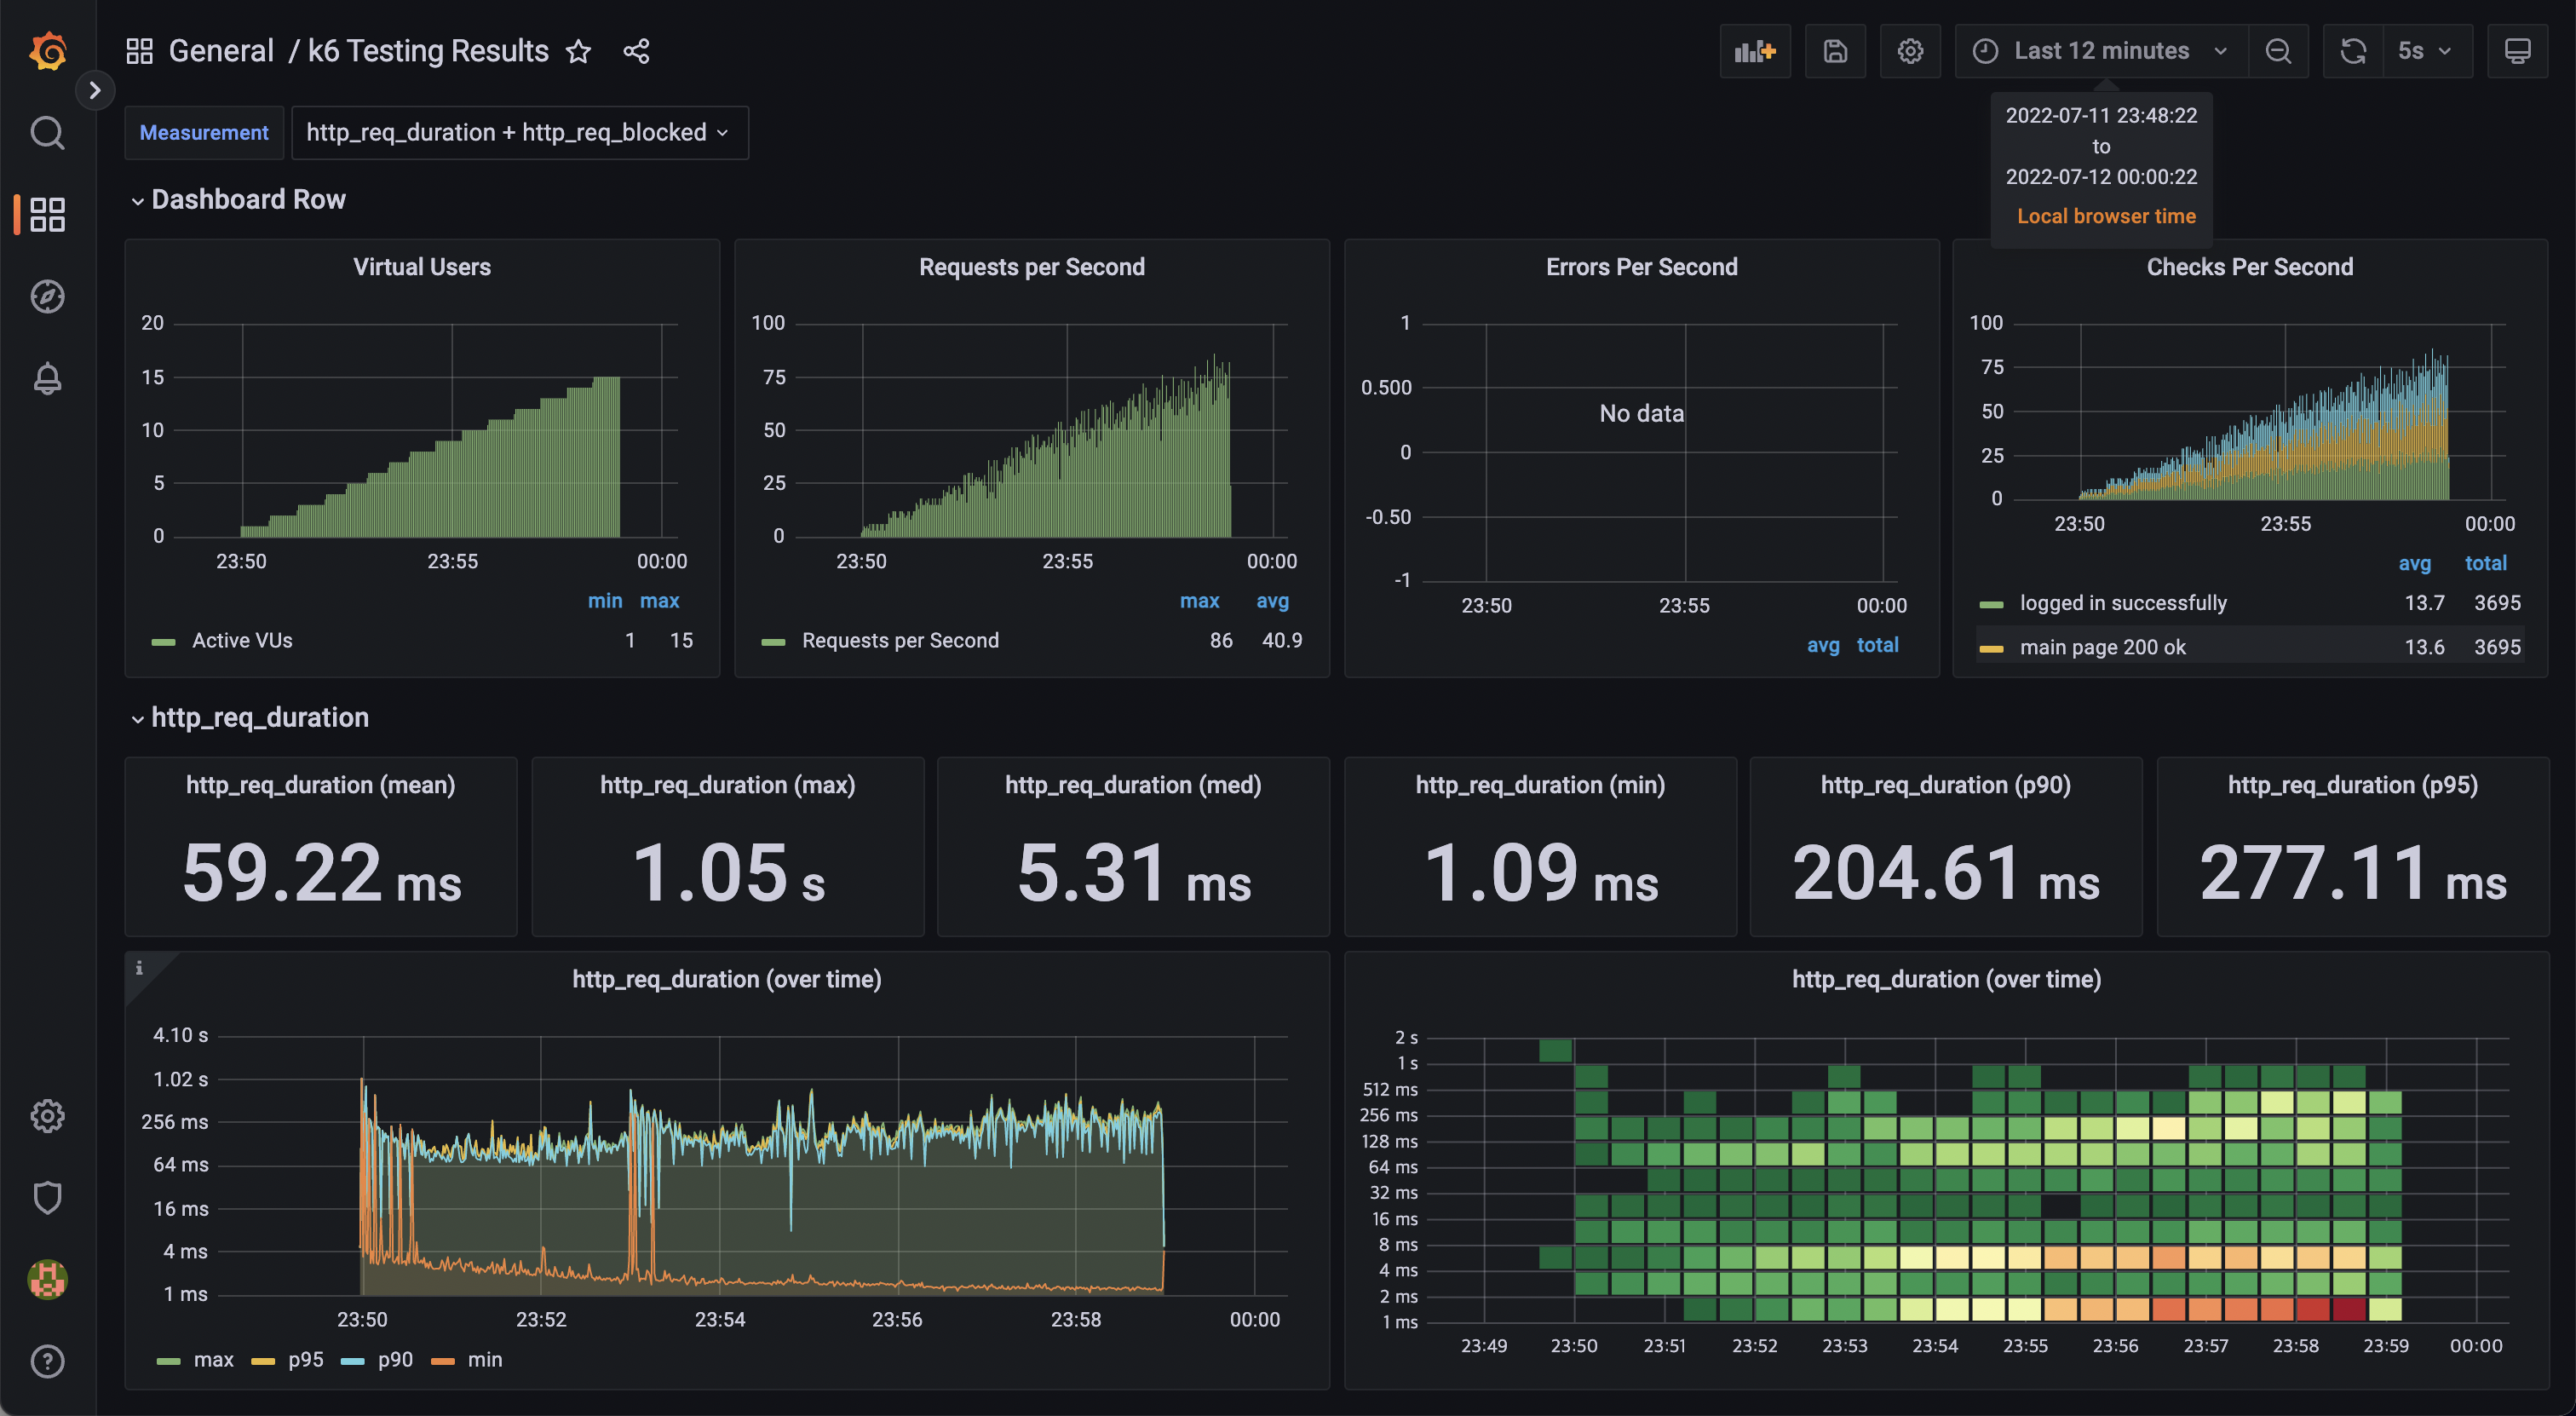 General / k6 Testing Results
Last 12 minutes
5s
2022-07-11 23:48:22
to
2022-07-12 00:00:22
Local browser time
Measurement
http_req_duration + http_req_blocked
Dashboard Row
Virtual Users
20
15
10
5
0
23:50 23:55 00:00
min max
Active VUs 1 15
Requests per Second
100
75
50
25
0
23:50 23:55 00:00
max avg
Requests per Second 86 40.9
Errors Per Second
1
0.500
0
-0.50
-1
No data
23:50 23:55 00:00
avg total
Checks Per Second
100
75
50
25
0
23:50 23:55 00:00
avg total
logged in successfully 13.7 3695
main page 200 ok 13.6 3695
http_req_duration
http_req_duration (mean)
59.22 ms
http_req_duration (max)
1.05 s
http_req_duration (med)
5.31 ms
http_req_duration (min)
1.09 ms
http_req_duration (p90)
204.61 ms
http_req_duration (p95)
277.11 ms
i
http_req_duration (over time)
4.10 s
1.02 s
256 ms
64 ms
16 ms
4 ms
1 ms
23:50 23:52 23:54 23:56 23:58 00:00
max p95 p90 min
http_req_duration (over time)
2 s
1 s
512 ms
256 ms
128 ms
64 ms
32 ms
16 ms
8 ms
4 ms
2 ms
1 ms
23:49 23:50 23:51 23:52 23:53 23:54 23:55 23:56 23:57 23:58 23:59 00:00